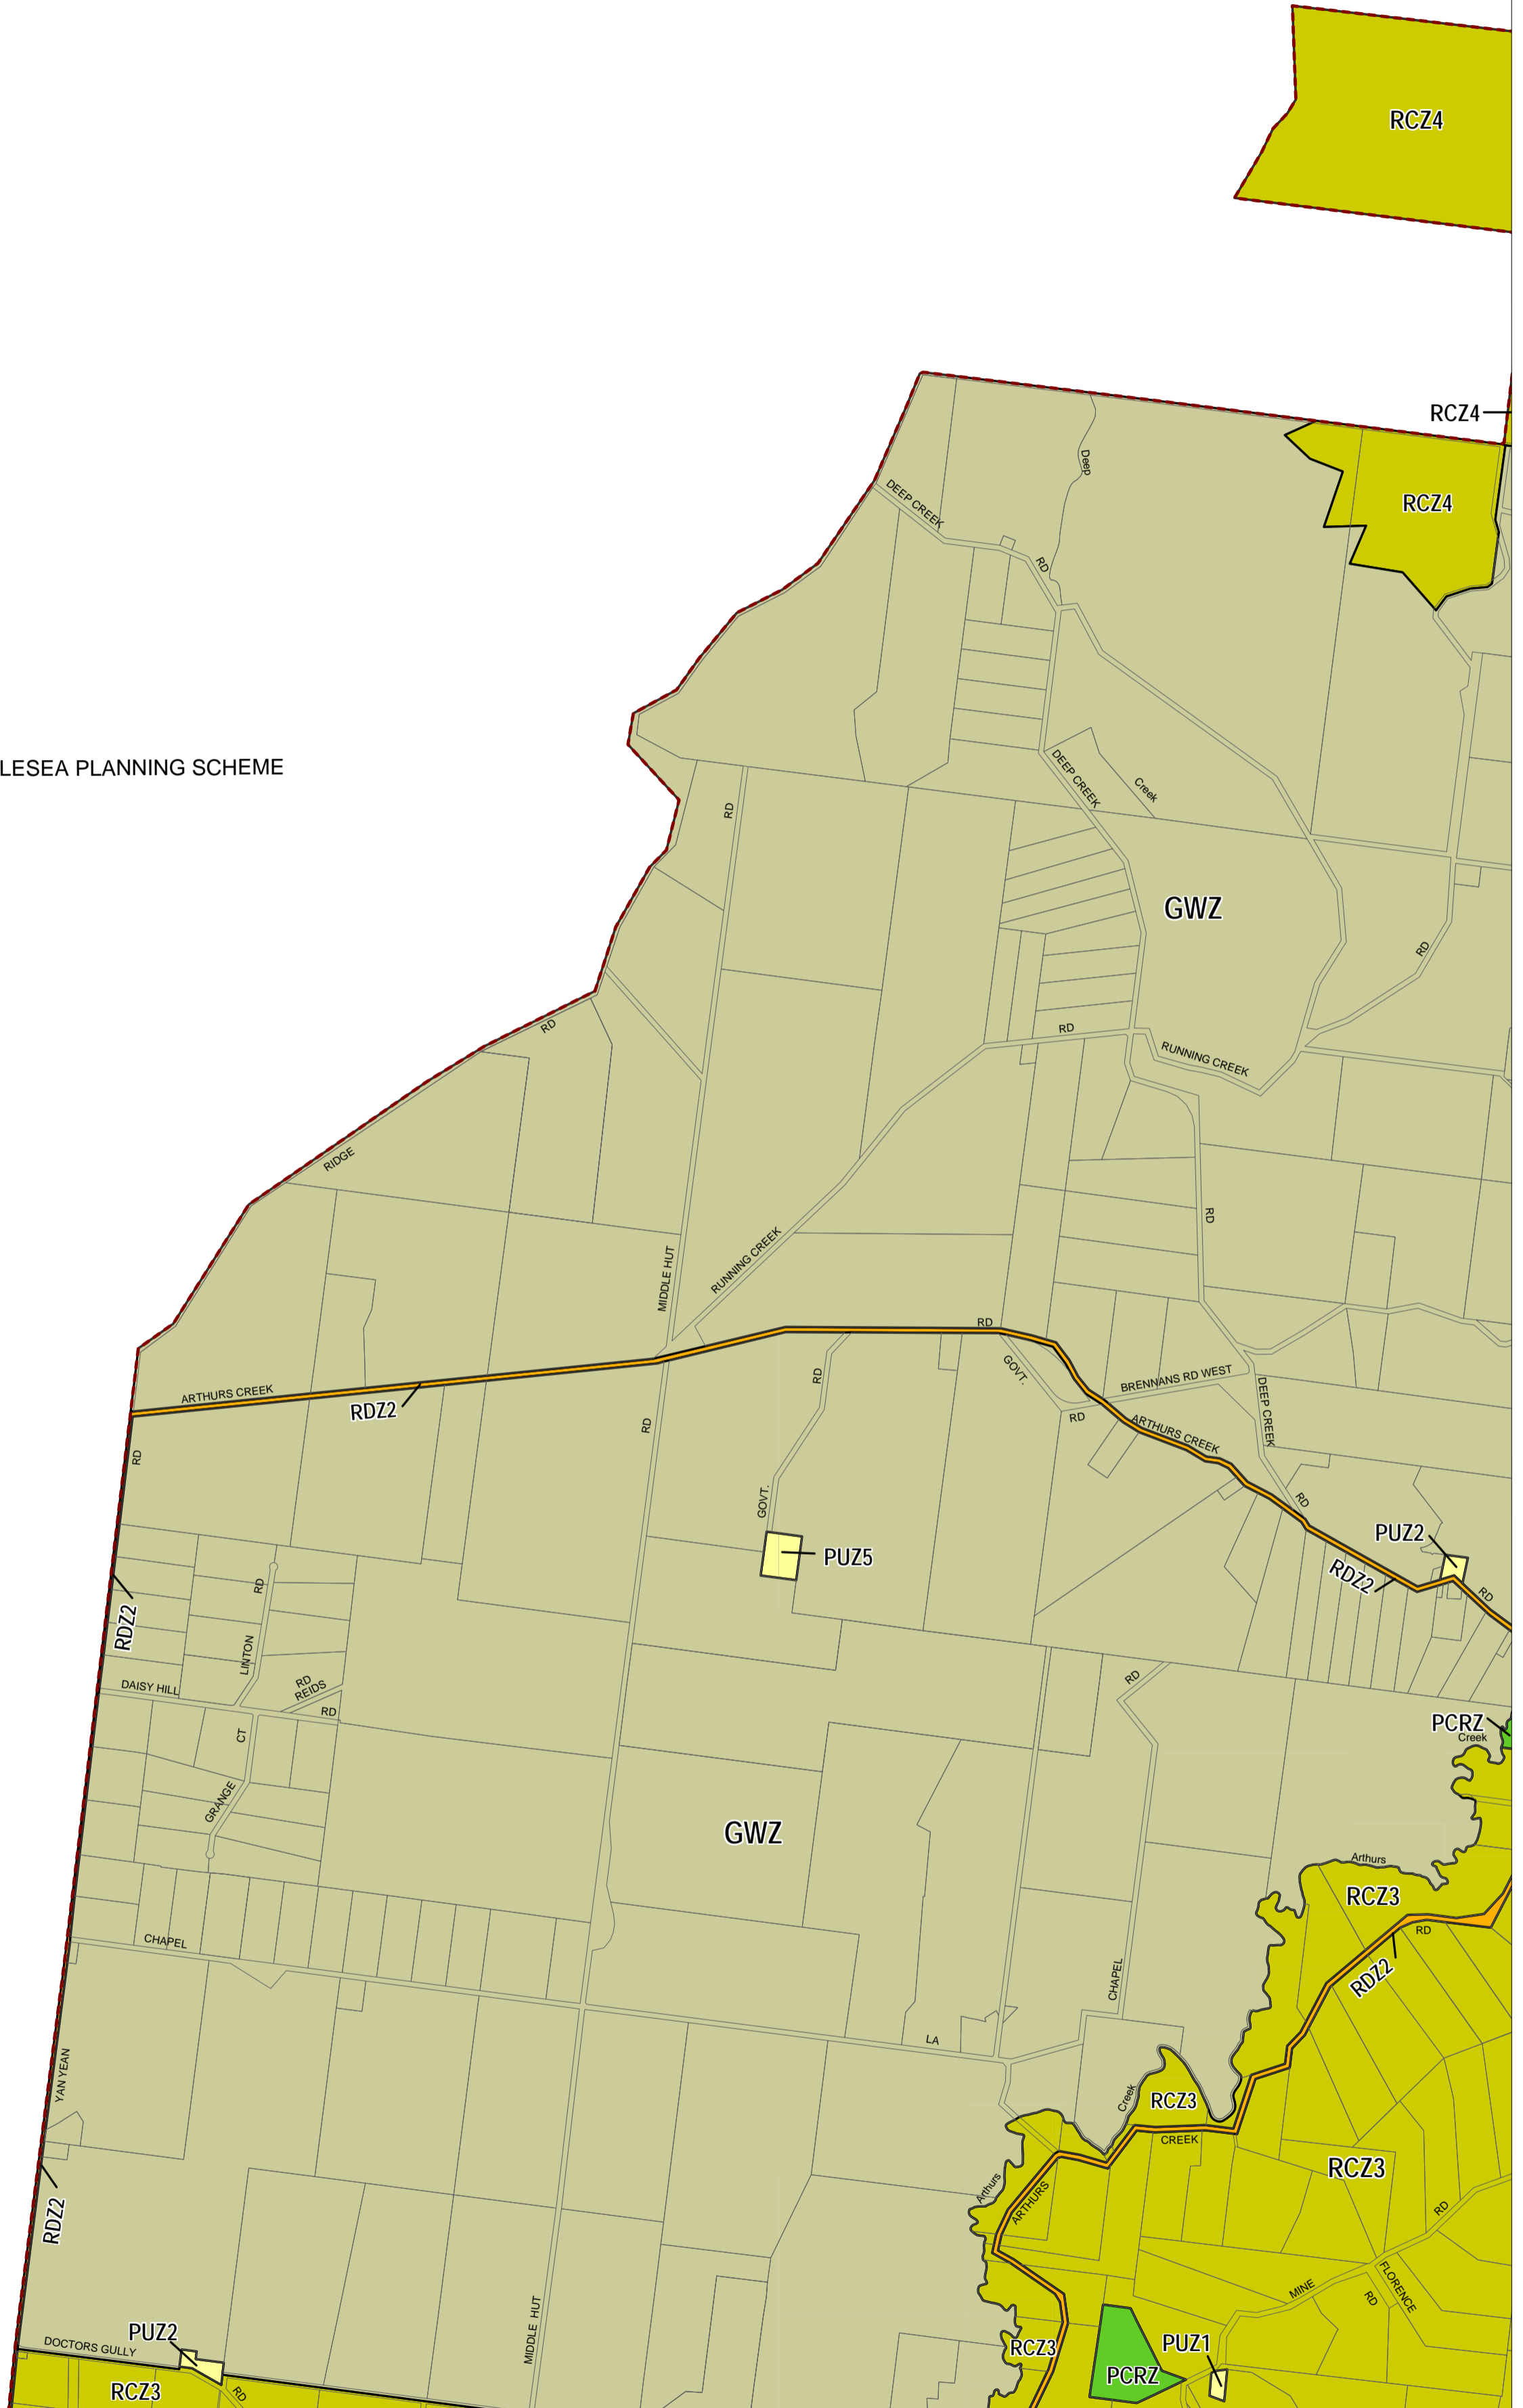 RCZ4
RCZ4
RCZ4
Deep
DEEP CREEK
RD
LESEA PLANNING SCHEME
DEEP CREEK
Creek
RD
GWZ
RD
RD
RD
RUNNING CREEK
RIDGE
RD
MIDDLE HUT
RUNNING CREEK
RD
GOVT.
RD
BRENNANS RD WEST
ARTHURS CREEK
RDZ2
RD
DEEP CREEK
RD
ARTHURS CREEK
RD
RD
GOVT.
RD
PUZ2
PUZ5
RDZ2
RD
RDZ2
RD
LINTON
RD
REIDS
DAISY HILL
RD
CT
GRANGE
RD
PCRZ
Creek
GWZ
Arthurs
RCZ3
RD
RDZ2
CHAPEL
CHAPEL
LA
YAN YEAN
Creek
RCZ3
CREEK
RCZ3
Arthurs
ARTHURS
RD
RDZ2
MINE
FLORENCE
RD
MIDDLE HUT
PUZ2
DOCTORS GULLY
RCZ3
PUZ1
PCRZ
RCZ3
RD